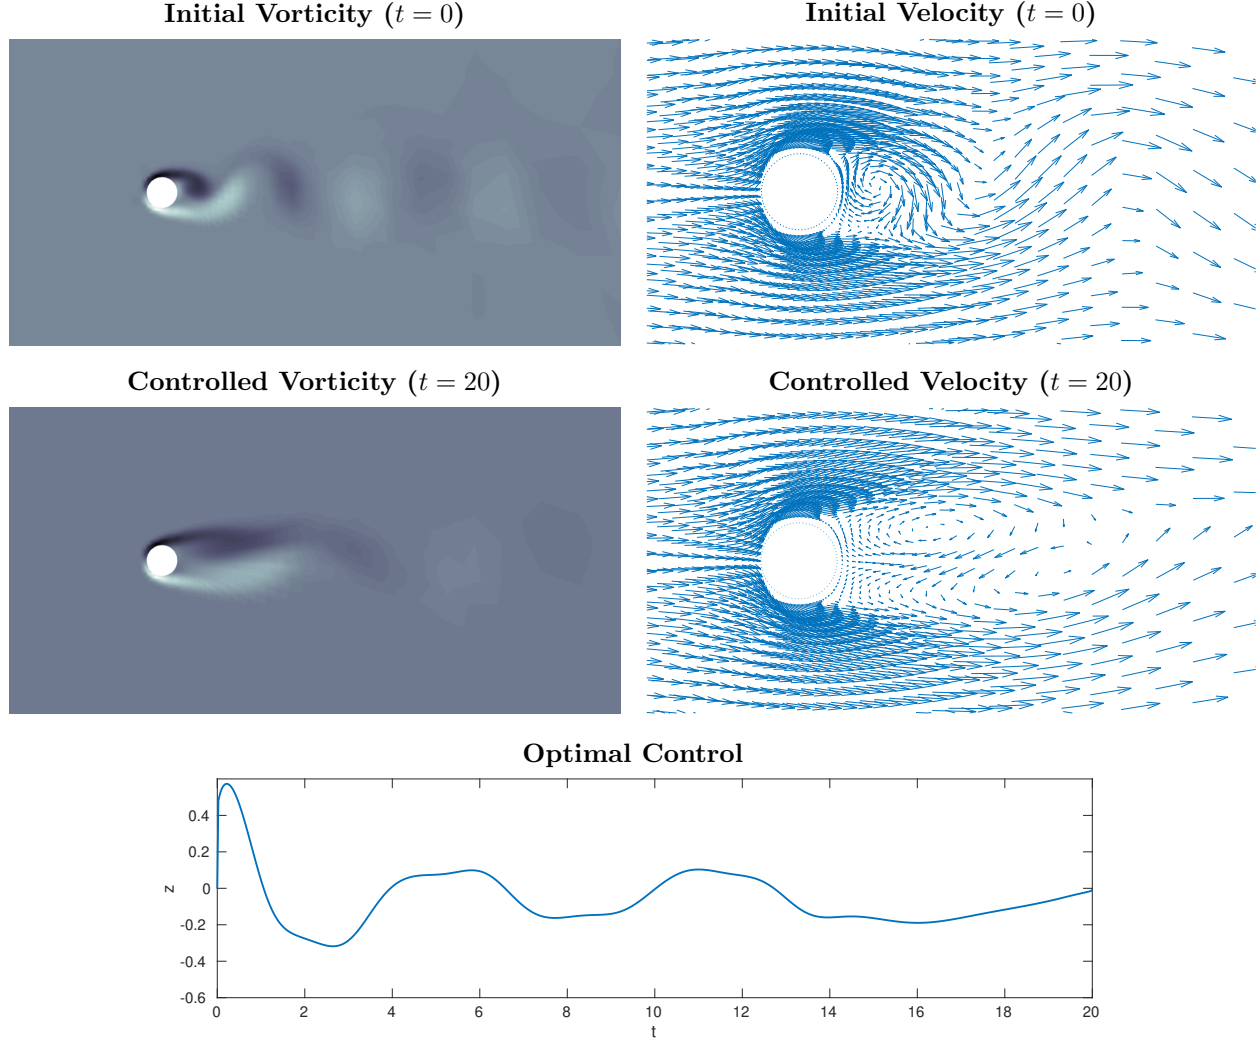 Initial Vorticity (t = 0)
Initial Velocity (t = 0)
Controlled Vorticity (t = 20)
Controlled Velocity (t = 20)
Optimal Control
0.4
0.2
0
-0.2
-0.4
-0.6
z
0 2 4 6 8 10 12 14 16 18 20
t